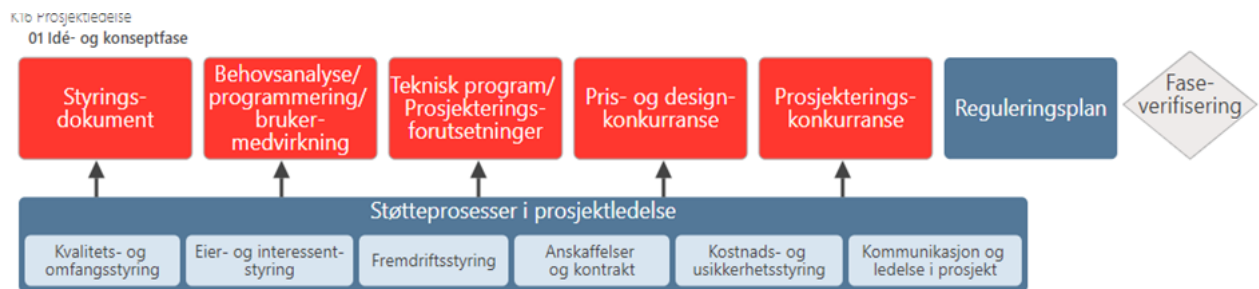 K16 Prosjektledelse
01 Idé- og konseptfase
Styrings-
dokument
Behovsanalyse/
programmering/
bruker-
medvirkning
Teknisk program/
Prosjekterings-
forutsetninger
Pris- og design-
konkurranse
Prosjekterings-
konkurranse
Reguleringsplan
Fase-
verifisering
Støtteprosesser i prosjektledelse
Kvalitets- og
omfangsstyring
Eier- og interessent-
styring
Fremdriftsstyring
Anskaffelser
og kontrakt
Kostnads- og
usikkerhetsstyring
Kommunikasjon og
ledelse i prosjekt